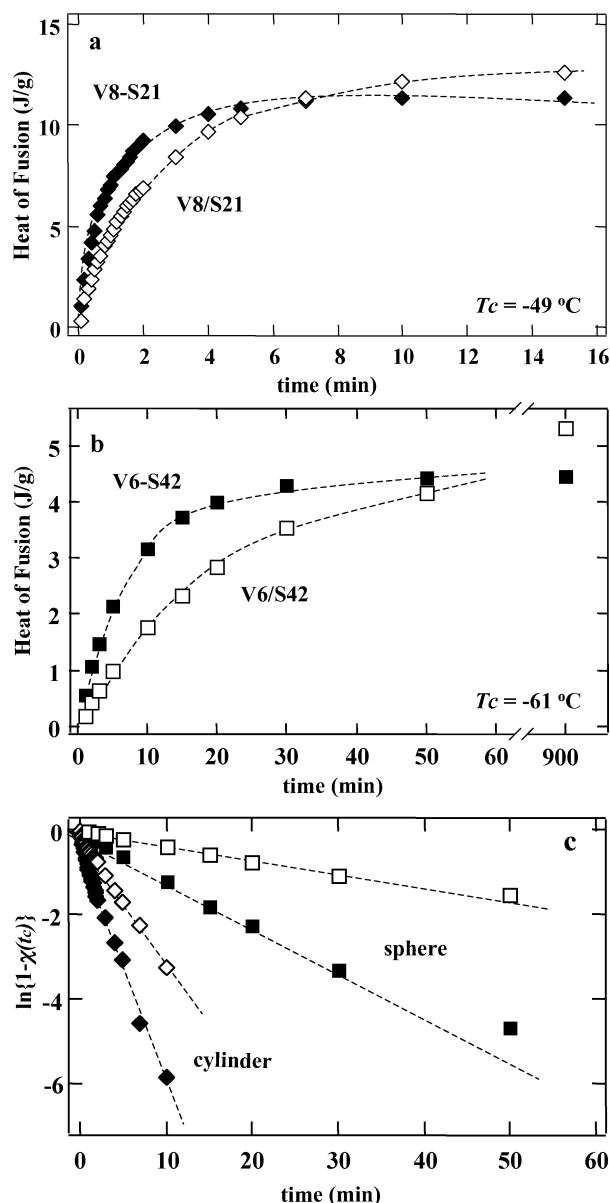 a
15
10
5
0
Heat of Fusion (J/g)
V8-S21
V8/S21
Tc = -49 °C
0 2 4 6 8 10 12 14 16
time (min)
b
5
4
3
2
1
0
Heat of Fusion (J/g)
V6-S42
V6/S42
Tc = -61 °C
0 10 20 30 40 50 60 900
time (min)
c
0
-2
-4
-6
ln{1-χ(tc)}
sphere
cylinder
0 10 20 30 40 50 60
time (min)